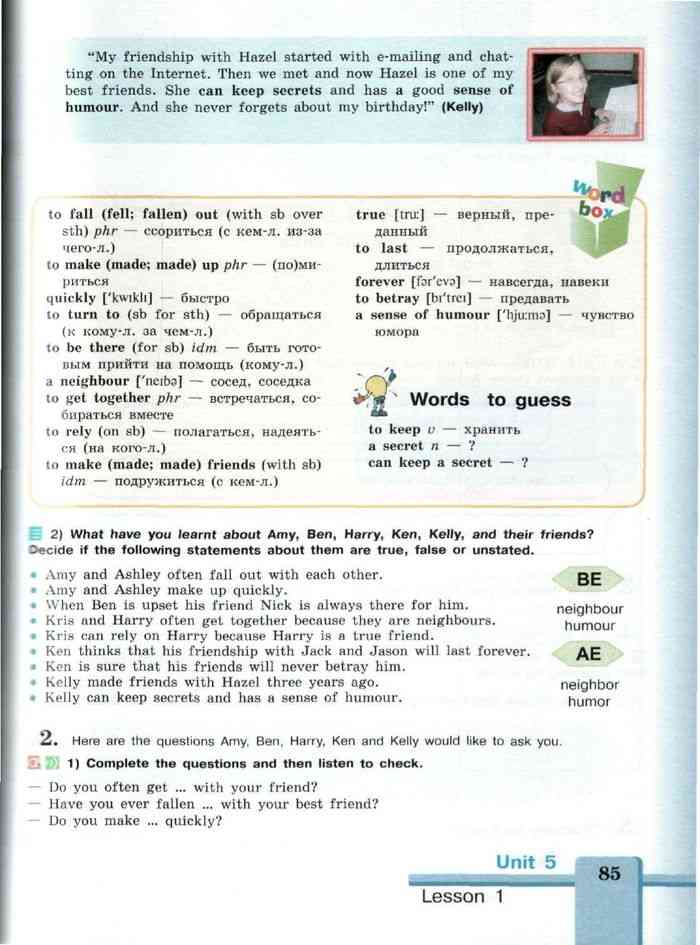 “My friendship with Hazel started with e-mailing and chat-
ting on the Internet. Then we met and now Hazel is one of my
best friends. She can keep secrets and has a good sense of
humour. And she never forgets about my birthday!” (Kelly)
word
box
to fall (fell; fallen) out (with sb over
sth) phr — ссориться (с кем-л. из-за
чего-л.)
to make (made; made) up phr — (по)ми-
риться
quickly ['kwɪklɪ] — быстро
to turn to (sb for sth) — обращаться
(к кому-л. за чем-л.)
to be there (for sb) idm — быть гото-
вым прийти на помощь (кому-л.)
a neighbour ['neɪbə] — сосед, соседка
to get together phr — встречаться, со-
бираться вместе
to rely (on sb) — полагаться, надеять-
ся (на кого-л.)
to make (made; made) friends (with sb)
idm — подружиться (с кем-л.)
true [truː] — верный, пре-
данный
to last — продолжаться,
длиться
forever [fər'evə] — навсегда, навеки
to betray [bɪ'treɪ] — предавать
a sense of humour ['hjuːmə] — чувство
юмора
Words to guess
to keep v — хранить
a secret n — ?
can keep a secret — ?
2) What have you learnt about Amy, Ben, Harry, Ken, Kelly, and their friends?
Decide if the following statements about them are true, false or unstated.
• Amy and Ashley often fall out with each other.
• Amy and Ashley make up quickly.
• When Ben is upset his friend Nick is always there for him.
• Kris and Harry often get together because they are neighbours.
• Kris can rely on Harry because Harry is a true friend.
• Ken thinks that his friendship with Jack and Jason will last forever.
• Ken is sure that his friends will never betray him.
• Kelly made friends with Hazel three years ago.
• Kelly can keep secrets and has a sense of humour.
BE
neighbour
humour
AE
neighbor
humor
2. Here are the questions Amy, Ben, Harry, Ken and Kelly would like to ask you.
1) Complete the questions and then listen to check.
— Do you often get ... with your friend?
— Have you ever fallen ... with your best friend?
— Do you make ... quickly?
Unit 5
85
Lesson 1